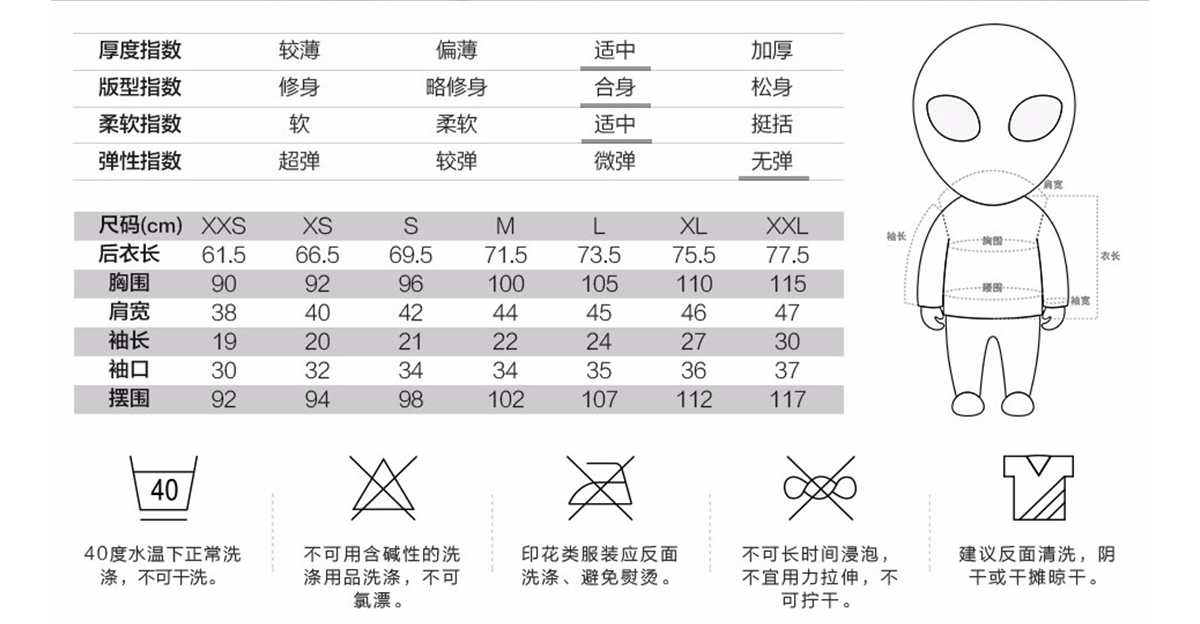 厚度指数 较薄 偏薄 适中 加厚
版型指数 修身 略修身 合身 松身
柔软指数 软 柔软 适中 挺括
弹性指数 超弹 较弹 微弹 无弹
尺码(cm) XXS XS S M L XL XXL
后衣长 61.5 66.5 69.5 71.5 73.5 75.5 77.5
胸围 90 92 96 100 105 110 115
肩宽 38 40 42 44 45 46 47
袖长 19 20 21 22 24 27 30
袖口 30 32 34 34 35 36 37
摆围 92 94 98 102 107 112 117
肩宽
袖长
胸围
衣长
腰围
袖宽
40
40度水温下正常洗
涤，不可干洗。
不可用含碱性的洗
涤用品洗涤，不可
氯漂。
印花类服装应反面
洗涤、避免熨烫。
不可长时间浸泡，
不宜用力拉伸，不
可拧干。
建议反面清洗，阴
干或干摊晾干。